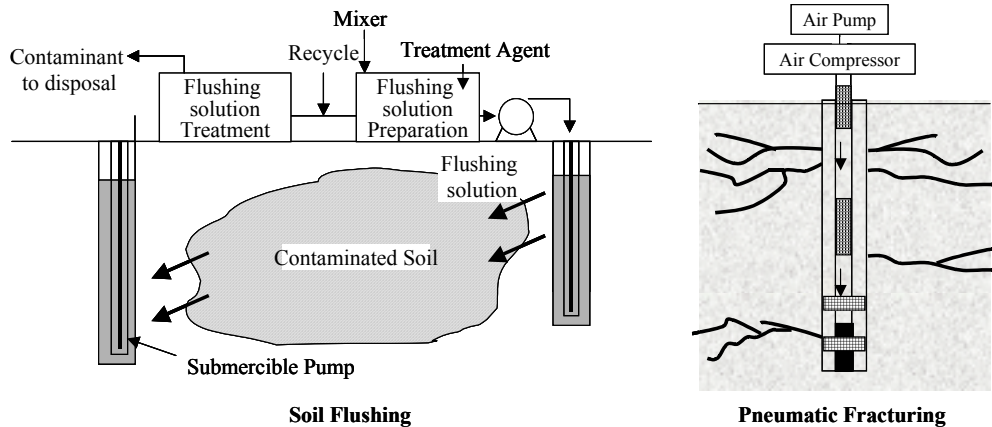 Mixer
Recycle
Treatment Agent
Contaminant
to disposal
Flushing
solution
Treatment
Flushing
solution
Preparation
Flushing
solution
Contaminated Soil
Submercible Pump
Soil Flushing
Air Pump
Air Compressor
Pneumatic Fracturing